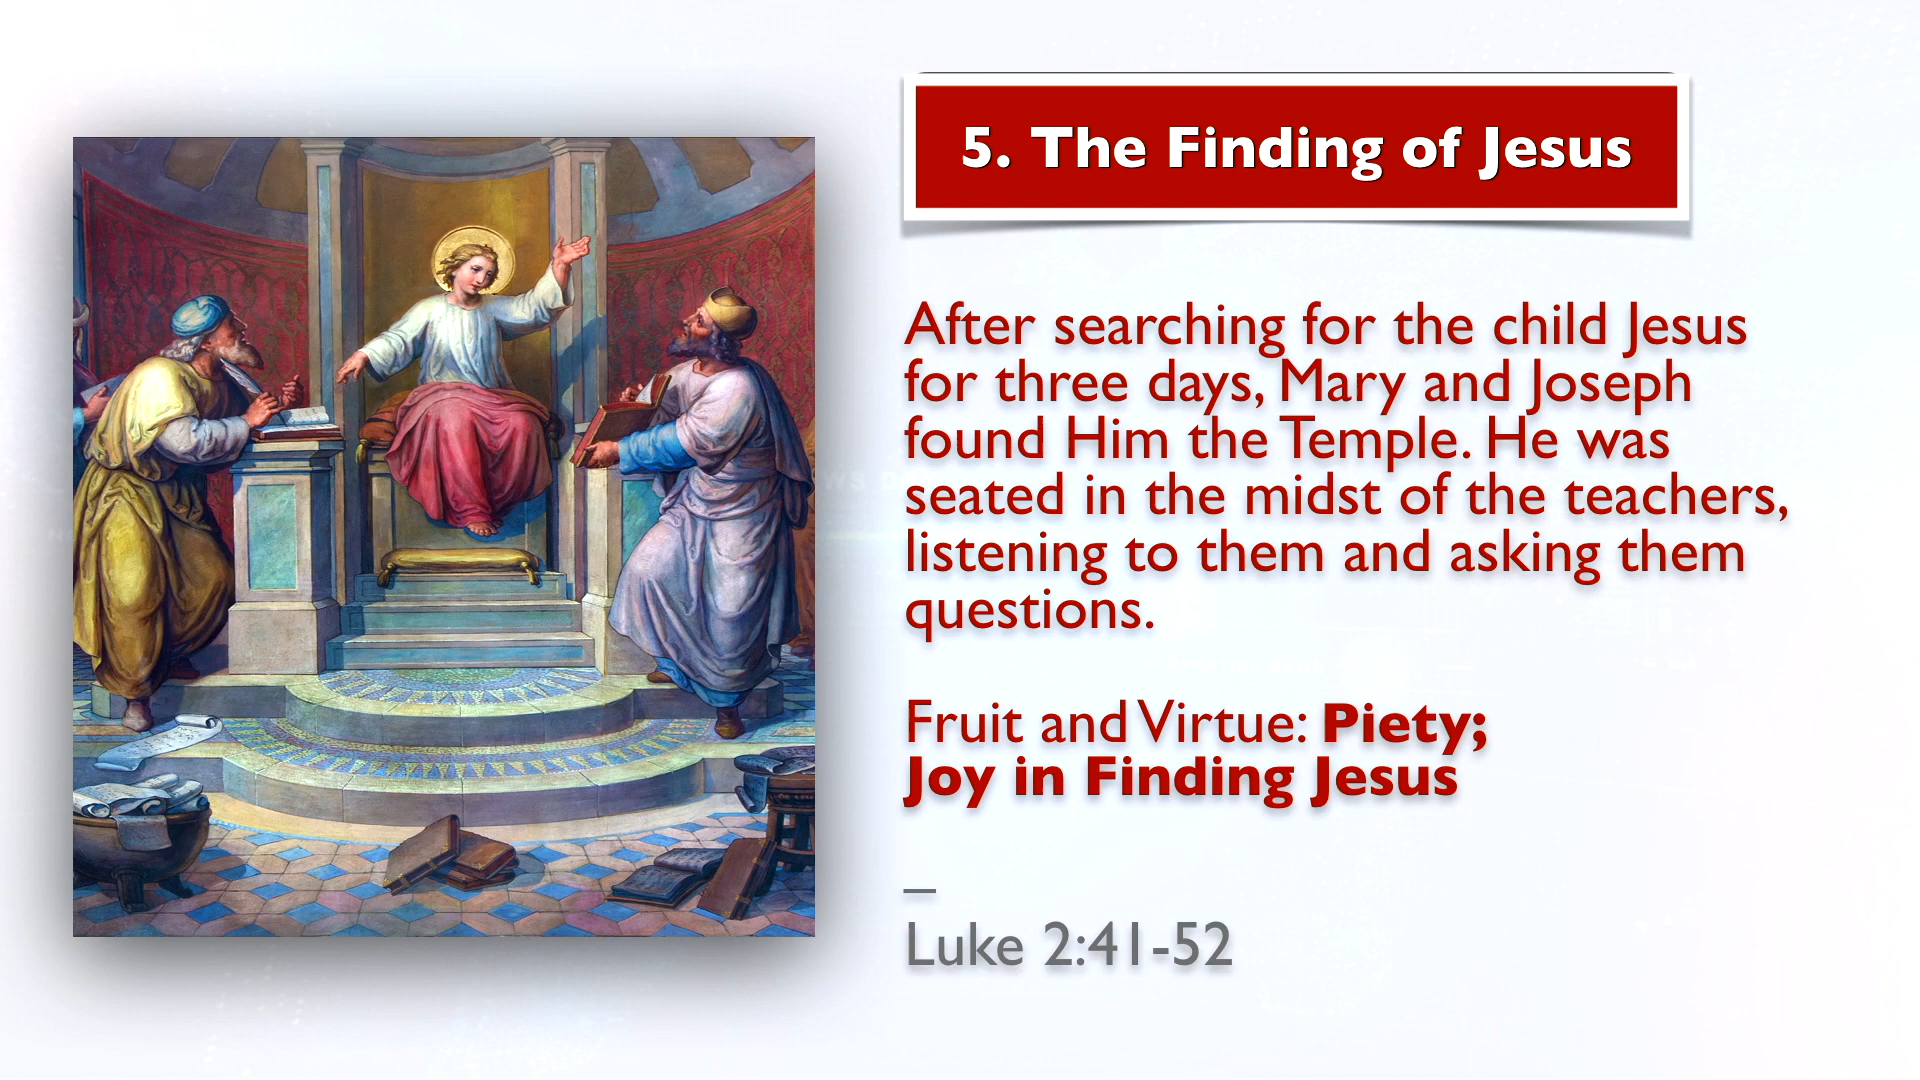 5. The Finding of Jesus
After searching for the child Jesus
for three days, Mary and Joseph
found Him the Temple. He was
seated in the midst of the teachers,
listening to them and asking them
questions.
Fruit and Virtue: Piety;
Joy in Finding Jesus
–
Luke 2:41-52